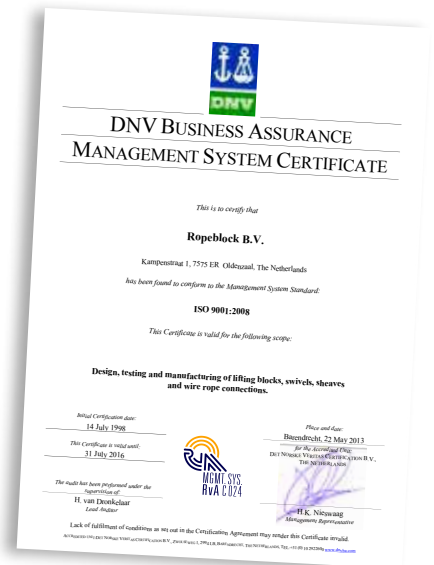 DNV
DNV BUSINESS ASSURANCE
MANAGEMENT SYSTEM CERTIFICATE
This is to certify that
Ropeblock B.V.
Kampenstraat 1, 7575 ER Oldenzaal, The Netherlands
has been found to conform to the Management System Standard:
ISO 9001:2008
This Certificate is valid for the following scope:
Design, testing and manufacturing of lifting blocks, swivels, sheaves
and wire rope connections.
Initial Certification date:
14 July 1998
This Certificate is valid until:
31 July 2016
The audit has been performed under the
supervision of
H. van Dronkelaar
Lead Auditor
RvA
MGMT. SYS.
RvA C 024
Place and date:
Barendrecht, 22 May 2013
for the Accredited Unit:
DET NORSKE VERITAS CERTIFICATION B.V.,
THE NETHERLANDS
H.K. Nieswaag
Management Representative
Lack of fulfilment of conditions as set out in the Certification Agreement may render this Certificate invalid.